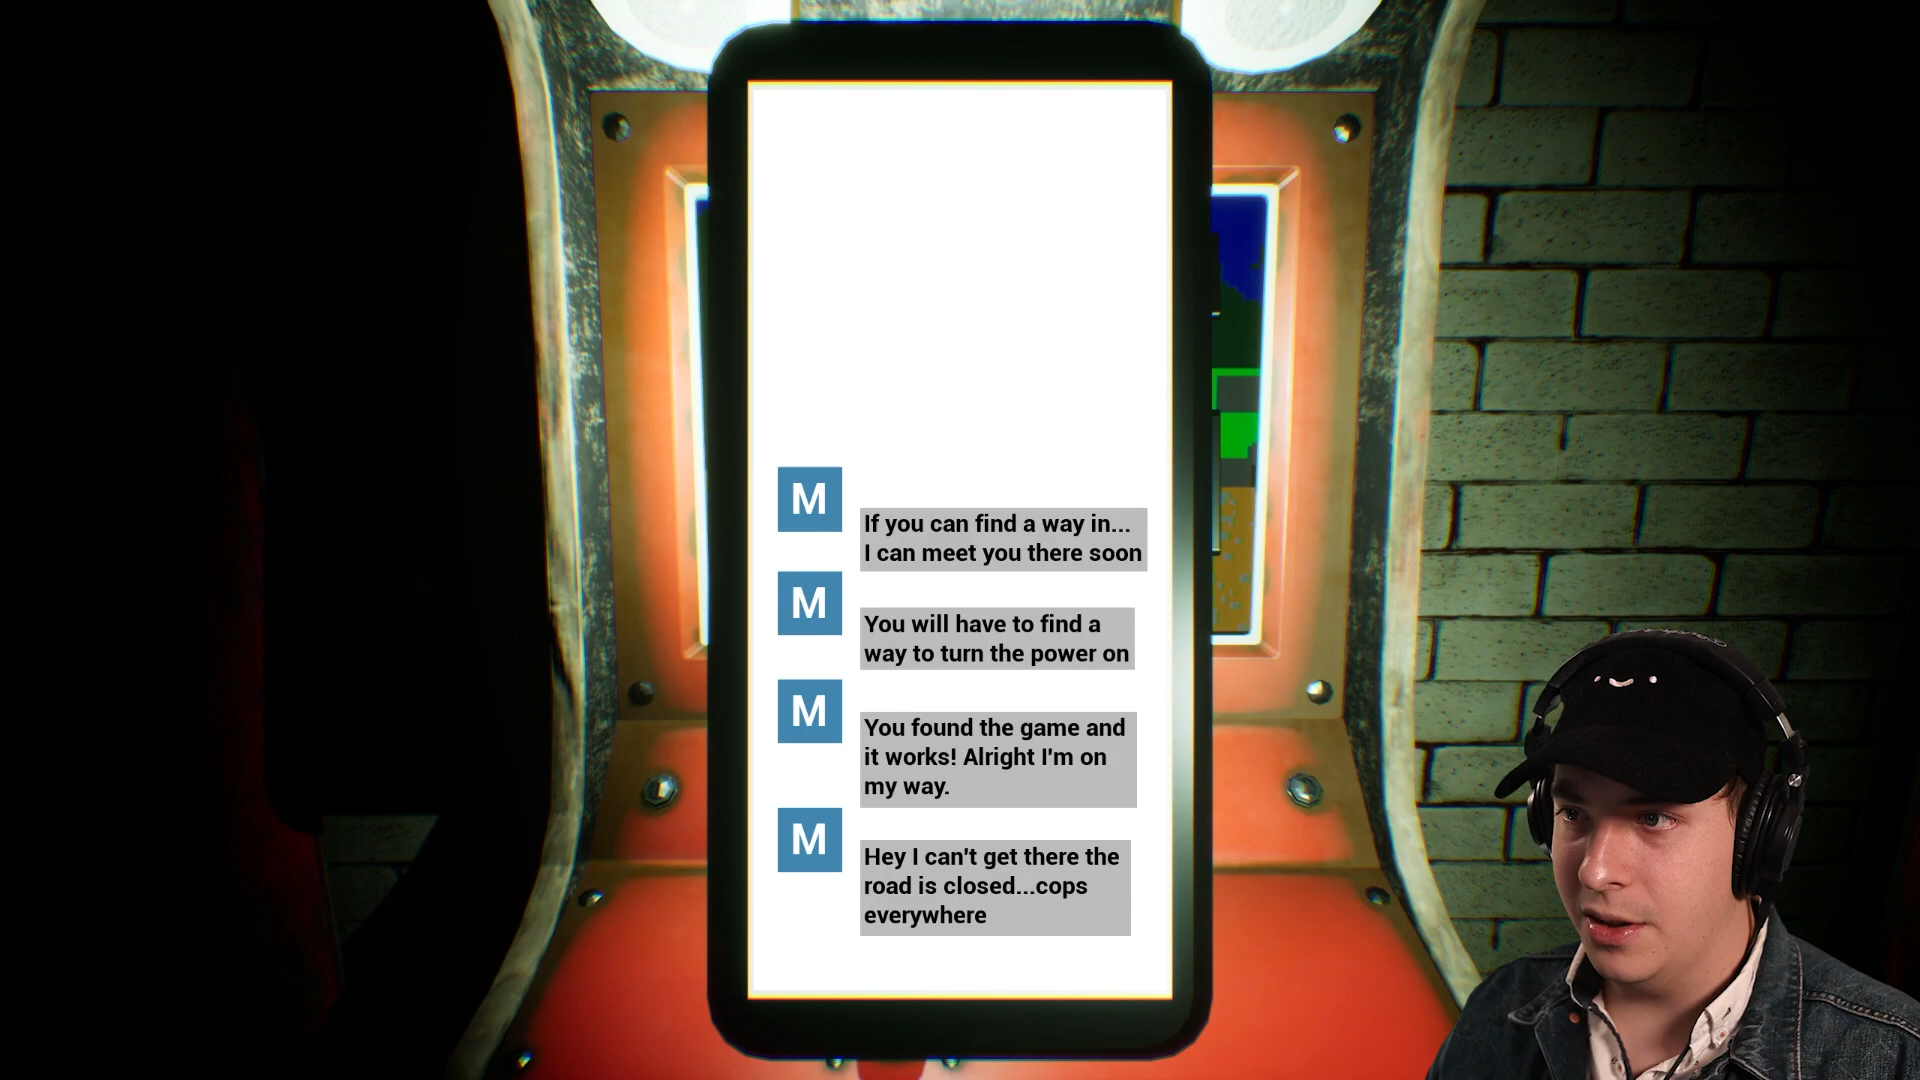 M
If you can find a way in...
I can meet you there soon
M
You will have to find a
way to turn the power on
M
You found the game and
it works! Alright I'm on
my way.
M
Hey I can't get there the
road is closed...cops
everywhere